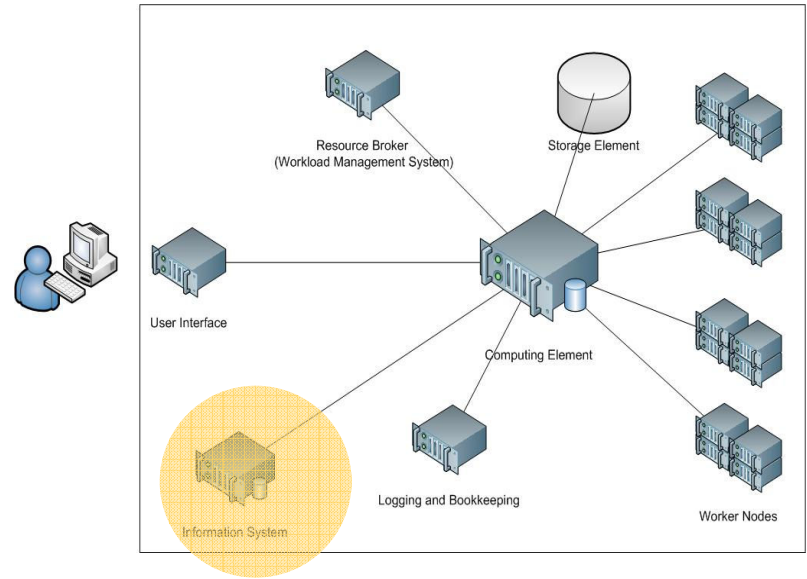 Resource Broker
(Workload Management System)
Storage Element
User Interface
Computing Element
Logging and Bookkeeping
Information System
Worker Nodes